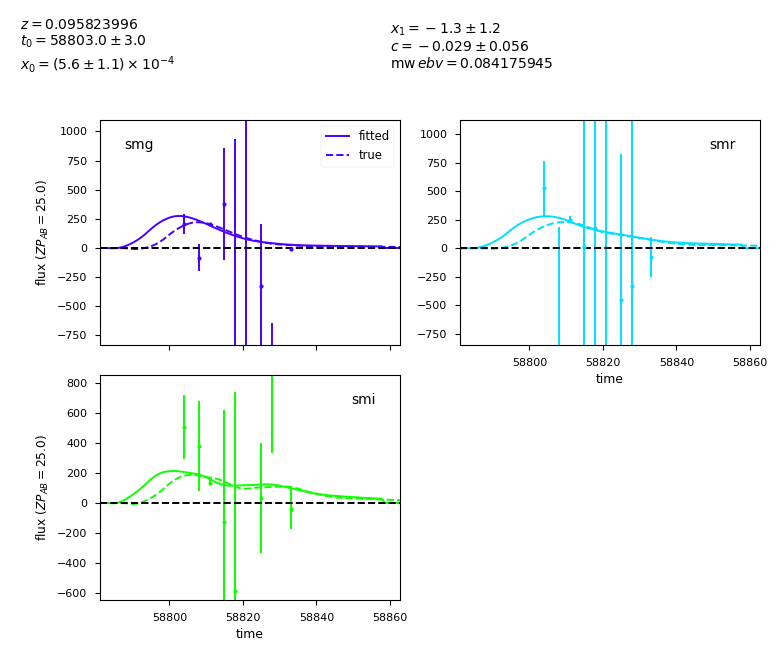 z = 0.095823996
t₀ = 58803.0 ± 3.0
x₀ = (5.6 ± 1.1) × 10⁻⁴
x₁ = −1.3 ± 1.2
c = −0.029 ± 0.056
mw ebv = 0.084175945
1000
750
500
250
0
−250
−500
−750
flux (ZP_AB = 25.0)
smg
fitted
true
1000
750
500
250
0
−250
−500
−750
smr
58800
58820
58840
58860
time
800
600
400
200
0
−200
−400
−600
flux (ZP_AB = 25.0)
smi
58800
58820
58840
58860
time